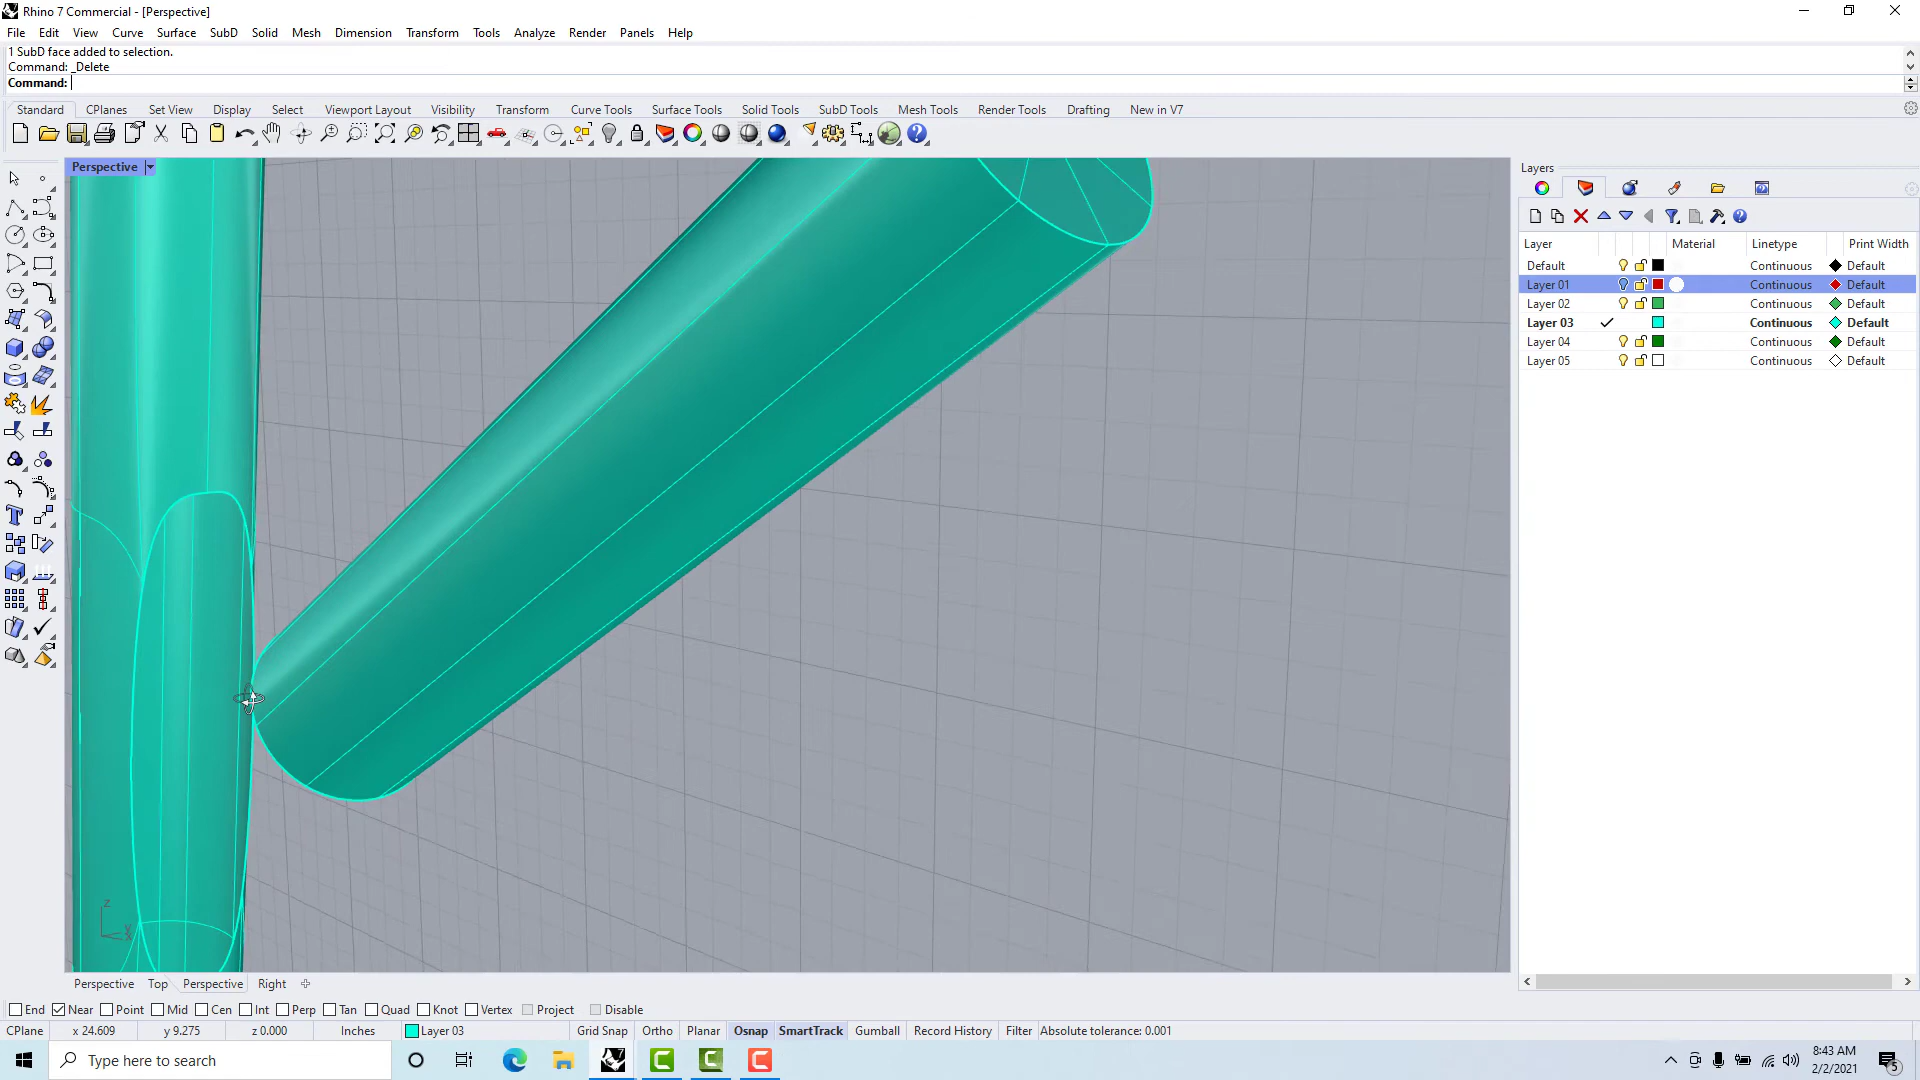 Rhino 7 Commercial - [Perspective]
File Edit View Curve Surface SubD Solid Mesh Dimension Transform Tools Analyze Render Panels Help
1 SubD face added to selection.
Command: _Delete
Command:
Standard CPlanes Set View Display Select Viewport Layout Visibility Transform Curve Tools Surface Tools Solid Tools SubD Tools Mesh Tools Render Tools Drafting New in V7
Perspective
Layers
Layer Material Linetype Print Width
Default Continuous Default
Layer 01 Continuous Default
Layer 02 Continuous Default
Layer 03 Continuous Default
Layer 04 Continuous Default
Layer 05 Continuous Default
z
Perspective Top Perspective Right
End Near Point Mid Cen Int Perp Tan Quad Knot Vertex Project Disable
CPlane x 24.609 y 9.275 z 0.000 Inches Layer 03 Grid Snap Ortho Planar Osnap SmartTrack Gumball Record History Filter Absolute tolerance: 0.001
Type here to search
8:43 AM
2/2/2021
5